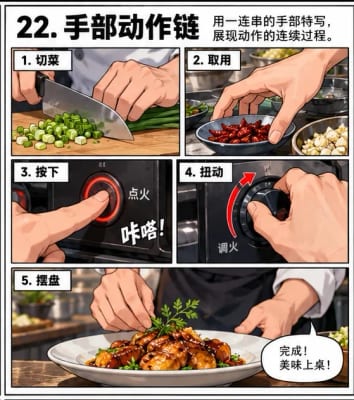 22. 手部动作链
用一连串的手部特写，
展现动作的连续过程。
1. 切菜
2. 取用
3. 按下
点火
咔嗒！
4. 扭动
调火
5. 摆盘
完成！
美味上桌！